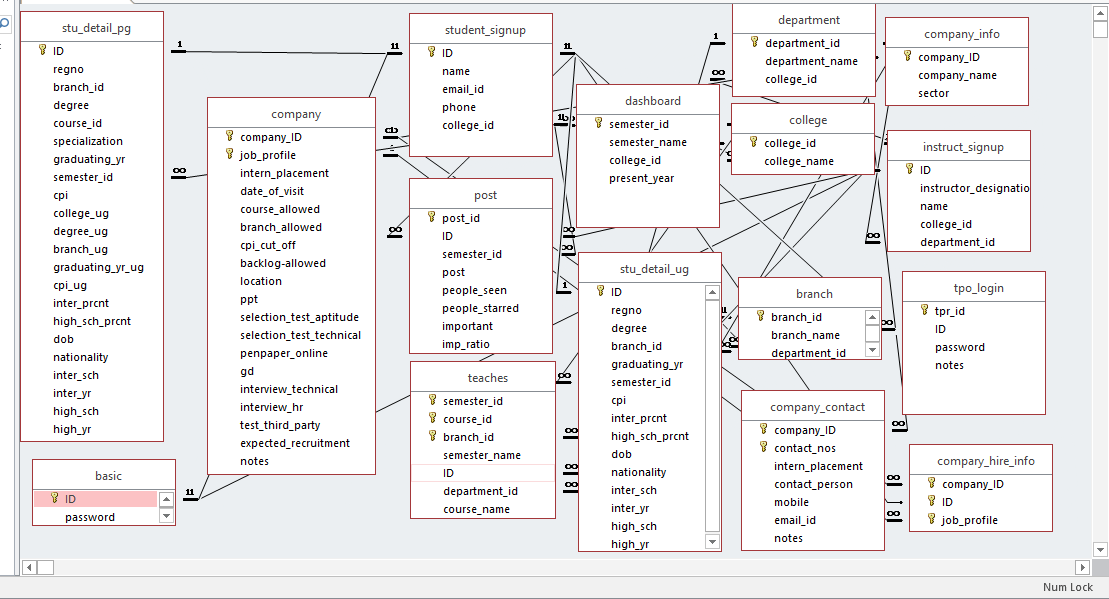 stu_detail_pg
ID
regno
branch_id
degree
course_id
specialization
graduating_yr
semester_id
cpi
college_ug
degree_ug
branch_ug
graduating_yr_ug
cpi_ug
inter_prcnt
high_sch_prcnt
dob
nationality
inter_sch
inter_yr
high_sch
high_yr
basic
ID
password
company
company_ID
job_profile
intern_placement
date_of_visit
course_allowed
branch_allowed
cpi_cut_off
backlog-allowed
location
ppt
selection_test_aptitude
selection_test_technical
penpaper_online
gd
interview_technical
interview_hr
test_third_party
expected_recruitment
notes
student_signup
ID
name
email_id
phone
college_id
post
post_id
ID
semester_id
post
people_seen
people_starred
important
imp_ratio
teaches
semester_id
course_id
branch_id
semester_name
ID
department_id
course_name
dashboard
semester_id
semester_name
college_id
present_year
stu_detail_ug
ID
regno
degree
branch_id
graduating_yr
semester_id
cpi
inter_prcnt
high_sch_prcnt
dob
nationality
inter_sch
inter_yr
high_sch
high_yr
department
department_id
department_name
college_id
college
college_id
college_name
branch
branch_id
branch_name
department_id
company_contact
company_ID
contact_nos
intern_placement
contact_person
mobile
email_id
notes
company_info
company_ID
company_name
sector
instruct_signup
ID
instructor_designatio
name
college_id
department_id
tpo_login
tpr_id
ID
password
notes
compary_hire_info
company_ID
ID
job_profile
1
1
1
1
∞
∞
∞
∞
∞
∞
∞
∞
∞
∞
∞
∞
∞
∞
Num Lock